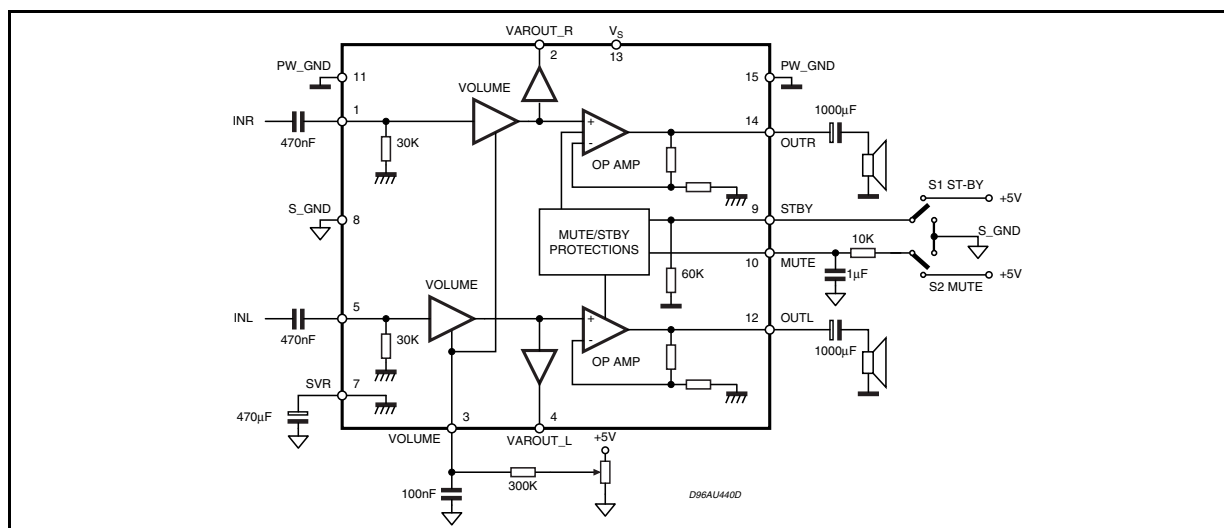 VAROUT_R
VS
2
13
PW_GND
11
15
PW_GND
VOLUME
1000µF
INR
1
470nF
30K
+
-
OP AMP
14
OUTR
S1 ST-BY
+5V
S_GND
8
9
STBY
MUTE/STBY
PROTECTIONS
S_GND
10K
10
MUTE
60K
1µF
+5V
S2 MUTE
VOLUME
INL
5
470nF
30K
+
-
OP AMP
12
OUTL
1000µF
SVR
7
470µF
3
4
VOLUME
VAROUT_L
+5V
300K
100nF
D96AU440D